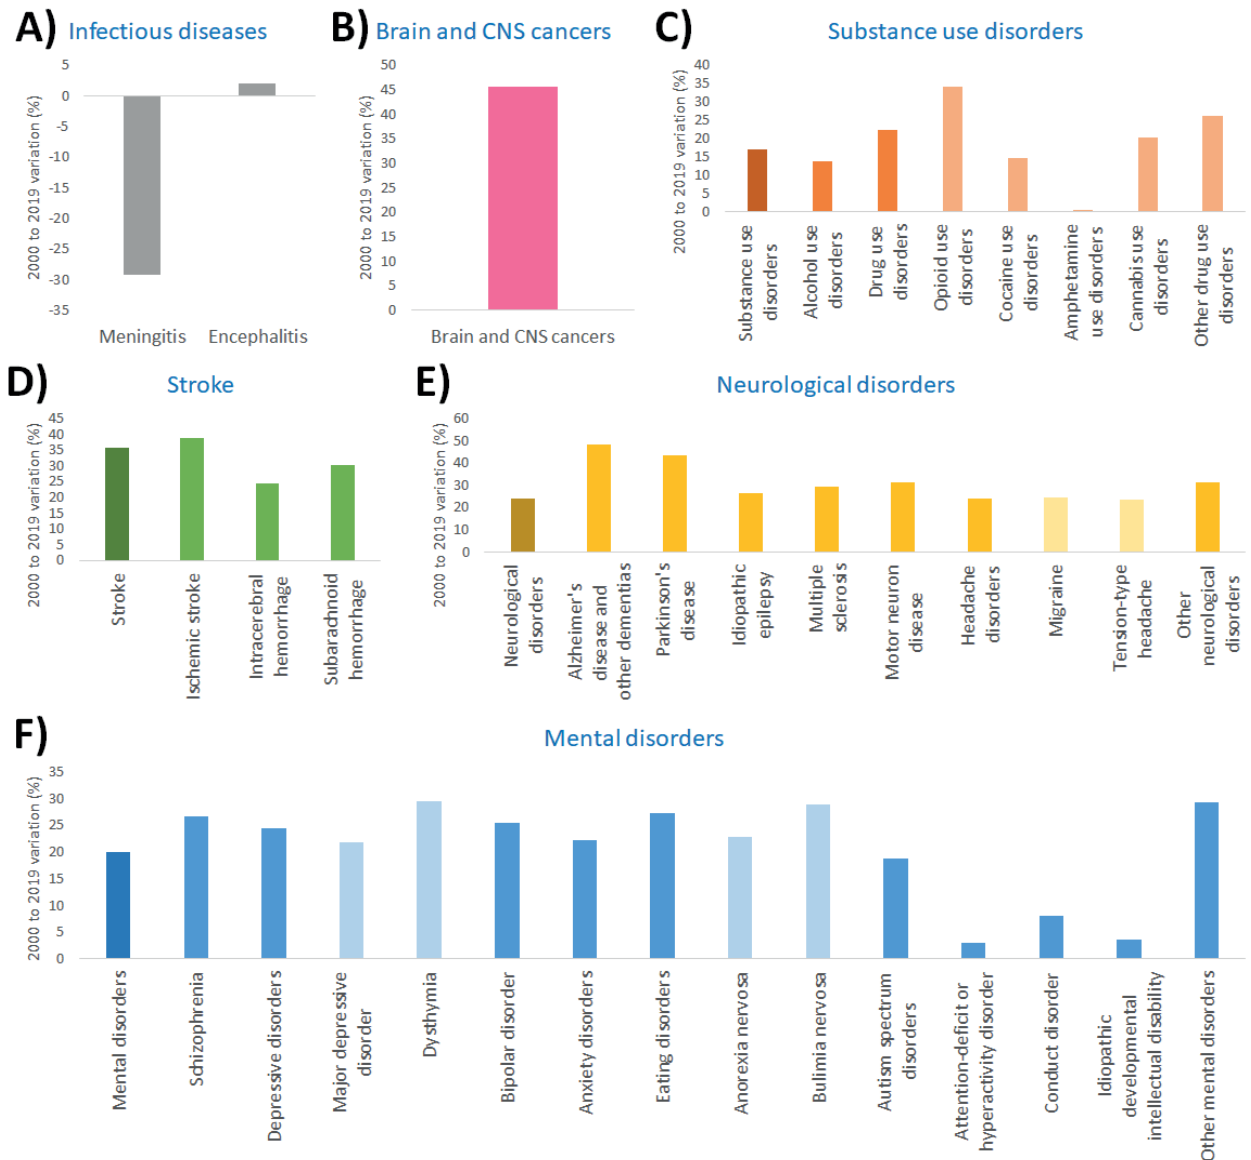 A) Infectious diseases
2000 to 2019 variation (%)
5
0
-5
-10
-15
-20
-25
-30
-35
Meningitis
Encephalitis
B) Brain and CNS cancers
2000 to 2019 variation (%)
50
45
40
35
30
25
20
15
10
5
0
Brain and CNS cancers
C) Substance use disorders
2000 to 2019 variation (%)
40
35
30
25
20
15
10
5
0
Substance use
disorders
Alcohol use
disorders
Drug use
disorders
Opioid use
disorders
Cocaine use
disorders
Amphetamine
use disorders
Cannabis use
disorders
Other drug use
disorders
D) Stroke
2000 to 2019 variation (%)
45
40
35
30
25
20
15
10
5
0
Stroke
Ischemic stroke
Intracerebral
hemorrhage
Subarachnoid
hemorrhage
E) Neurological disorders
2000 to 2019 variation (%)
60
50
40
30
20
10
0
Neurological
disorders
Alzheimer's
disease and
other dementias
Parkinson's
disease
Idiopathic
epilepsy
Multiple
sclerosis
Motor neuron
disease
Headache
disorders
Migraine
Tension-type
headache
Other
neurological
disorders
F) Mental disorders
2000 to 2019 variation (%)
35
30
25
20
15
10
5
0
Mental disorders
Schizophrenia
Depressive disorders
Major depressive
disorder
Dysthymia
Bipolar disorder
Anxiety disorders
Eating disorders
Anorexia nervosa
Bulimia nervosa
Autism spectrum
disorders
Attention-deficit or
hyperactivity disorder
Conduct disorder
Idiopathic
developmental
intellectual disability
Other mental disorders